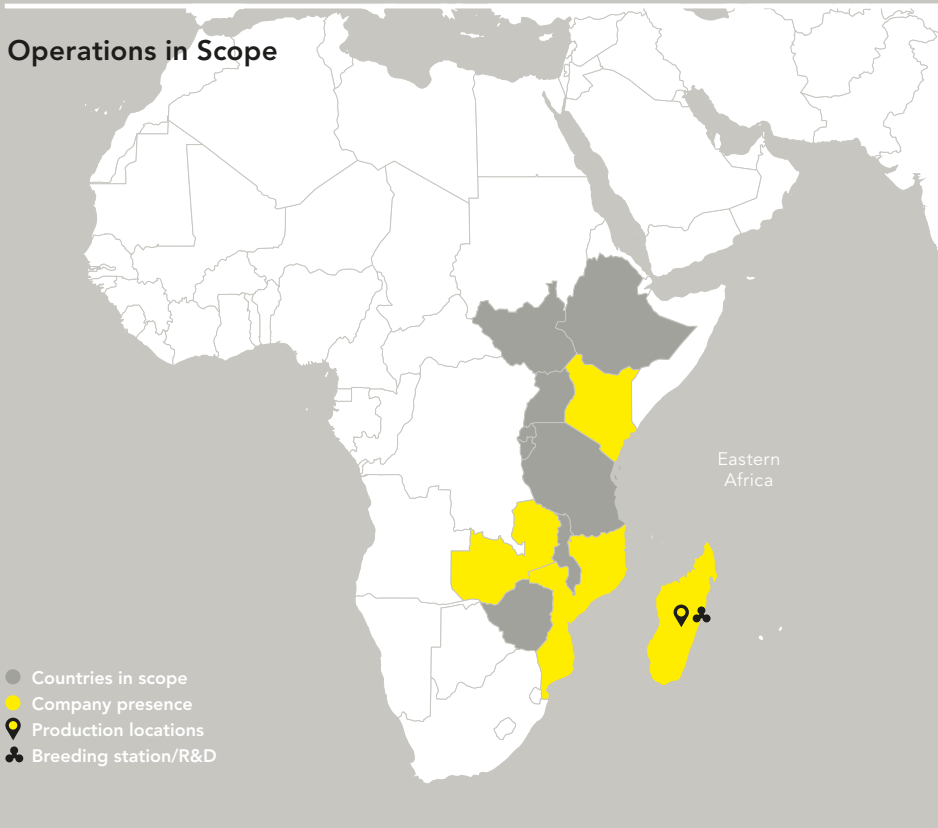 Operations in Scope
Eastern
Africa
Countries in scope
Company presence
Production locations
Breeding station/R&D